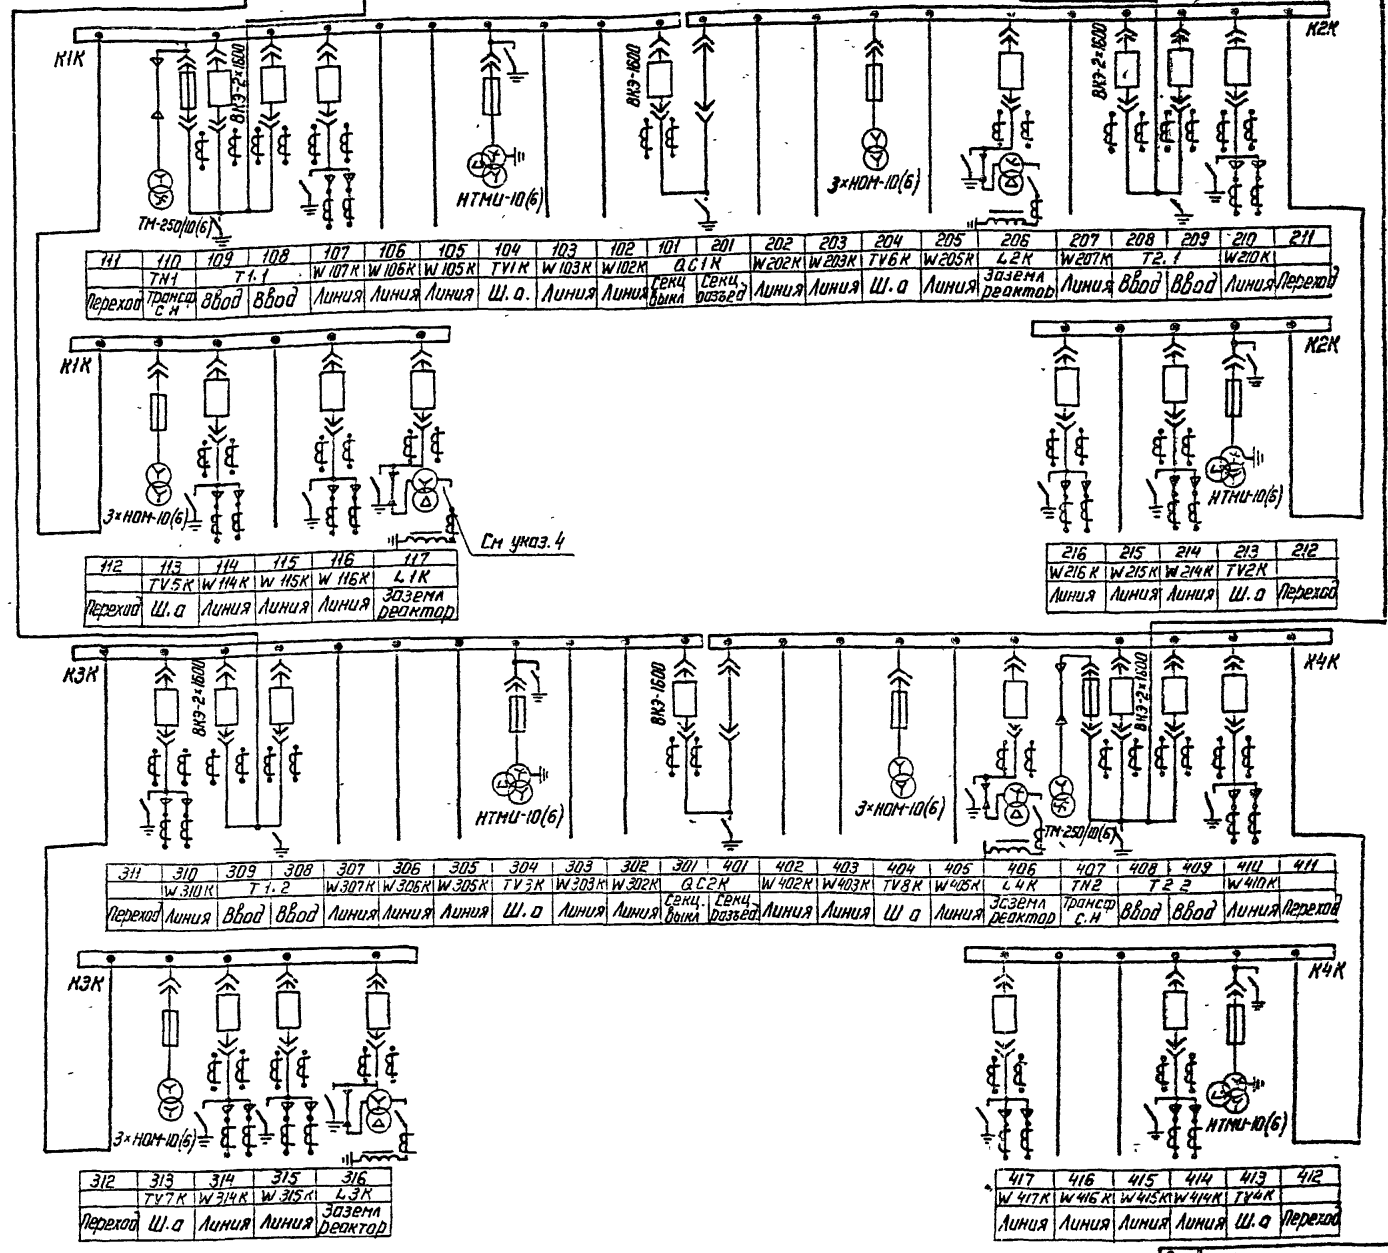 К1К
К2К
ВКЭ-2×1600
ВКЭ-1600
ВКЭ-2×1600
ТМ-250/10(6)
НТМИ-10(6)
3×НОМ-10(6)
111 110 109 108 107 106 105 104 103 102 101 201 202 203 204 205 206 207 208 209 210 211
TN1 T1.1 W107K W106K W105K TV1K W103K W102K QC1K W202K W203K TV6K W205K L2K W207K T2.1 W210K
Переход Трансф. с.н Ввод Ввод Линия Линия Линия Ш.а. Линия Линия Секц. выкл Секц. разъед Линия Линия Ш.а Линия Заземл реактор Линия Ввод Ввод Линия Переход
К1К
К2К
3×НОМ-10(6)
НТМИ-10(6)
См указ. 4
112 113 114 115 116 117
TV5K W114K W115K W116K L1K
Переход Ш.а Линия Линия Линия Заземл реактор
216 215 214 213 212
W216K W215K W214K TV2K
Линия Линия Линия Ш.а Переход
К3К
К4К
ВКЭ-2×1600
ВКЭ-1600
ВКЭ-2×1600
НТМИ-10(6)
3×НОМ-10(6)
ТМ-250/10(6)
311 310 309 308 307 306 305 304 303 302 301 401 402 403 404 405 406 407 408 409 410 411
W310K T1.2 W307K W306K W305K TV3K W303K W302K QC2K W402K W403K TV8K W405K L4K TN2 T2 2 W410K
Переход Линия Ввод Ввод Линия Линия Линия Ш.а Линия Линия Секц. выкл Секц. разъед Линия Линия Ш а Линия Заземл реактор Трансф с.н Ввод Ввод Линия Переход
К3К
К4К
3×НОМ-10(6)
НТМИ-10(6)
312 313 314 315 316
TV7K W314K W315K L3K
Переход Ш.а Линия Линия Заземл реактор
417 416 415 414 413 412
W417K W416K W415K W414K TV4K
Линия Линия Линия Линия Ш.а Переход